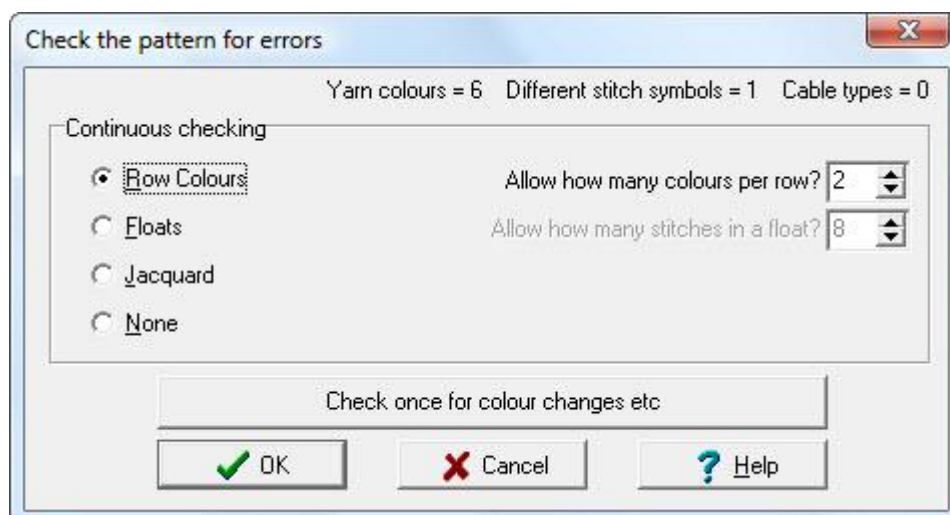 Check the pattern for errors
Yarn colours = 6 Different stitch symbols = 1 Cable types = 0
Continuous checking
Row Colours Allow how many colours per row? 2
Floats Allow how many stitches in a float? 8
Jacquard
None
Check once for colour changes etc
OK Cancel ? Help